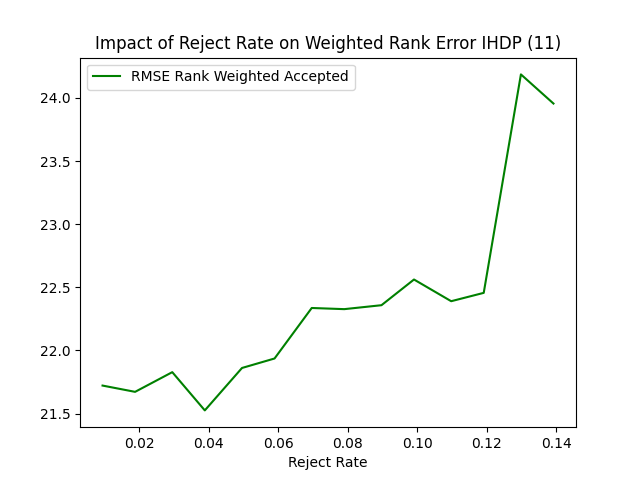 Impact of Reject Rate on Weighted Rank Error IHDP (11)
RMSE Rank Weighted Accepted
24.0
23.5
23.0
22.5
22.0
21.5
0.02 0.04 0.06 0.08 0.10 0.12 0.14
Reject Rate